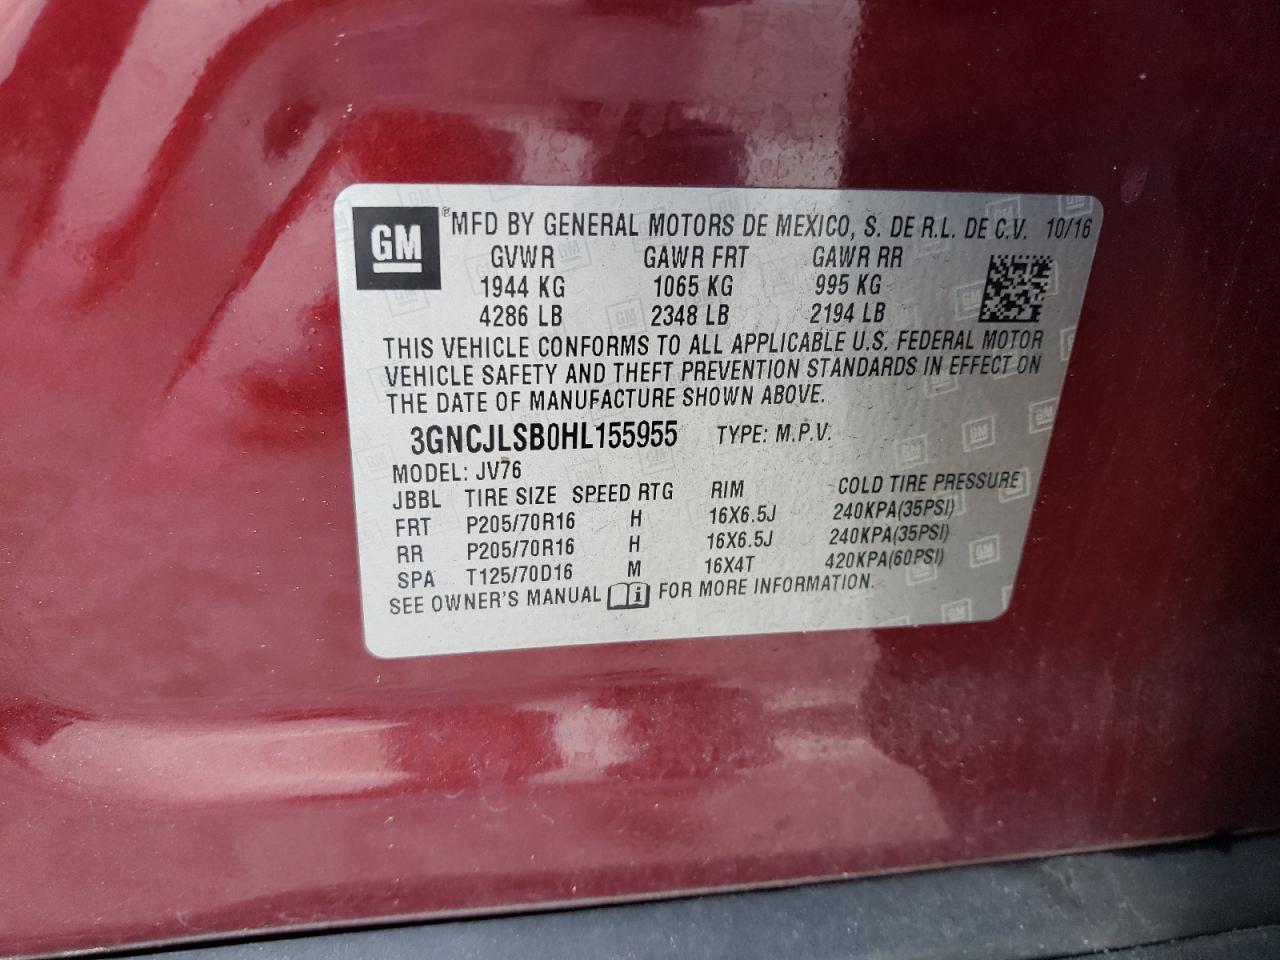 GM ® MFD BY GENERAL MOTORS DE MEXICO, S. DE R.L. DE C.V. 10/16
GVWR GAWR FRT GAWR RR
1944 KG 1065 KG 995 KG
4286 LB 2348 LB 2194 LB
THIS VEHICLE CONFORMS TO ALL APPLICABLE U.S. FEDERAL MOTOR
VEHICLE SAFETY AND THEFT PREVENTION STANDARDS IN EFFECT ON
THE DATE OF MANUFACTURE SHOWN ABOVE.
3GNCJLSB0HL155955 TYPE: M.P.V.
MODEL: JV76
JBBL TIRE SIZE SPEED RTG RIM COLD TIRE PRESSURE
FRT P205/70R16 H 16X6.5J 240KPA(35PSI)
RR P205/70R16 H 16X6.5J 240KPA(35PSI)
SPA T125/70D16 M 16X4T 420KPA(60PSI)
SEE OWNER'S MANUAL i FOR MORE INFORMATION.